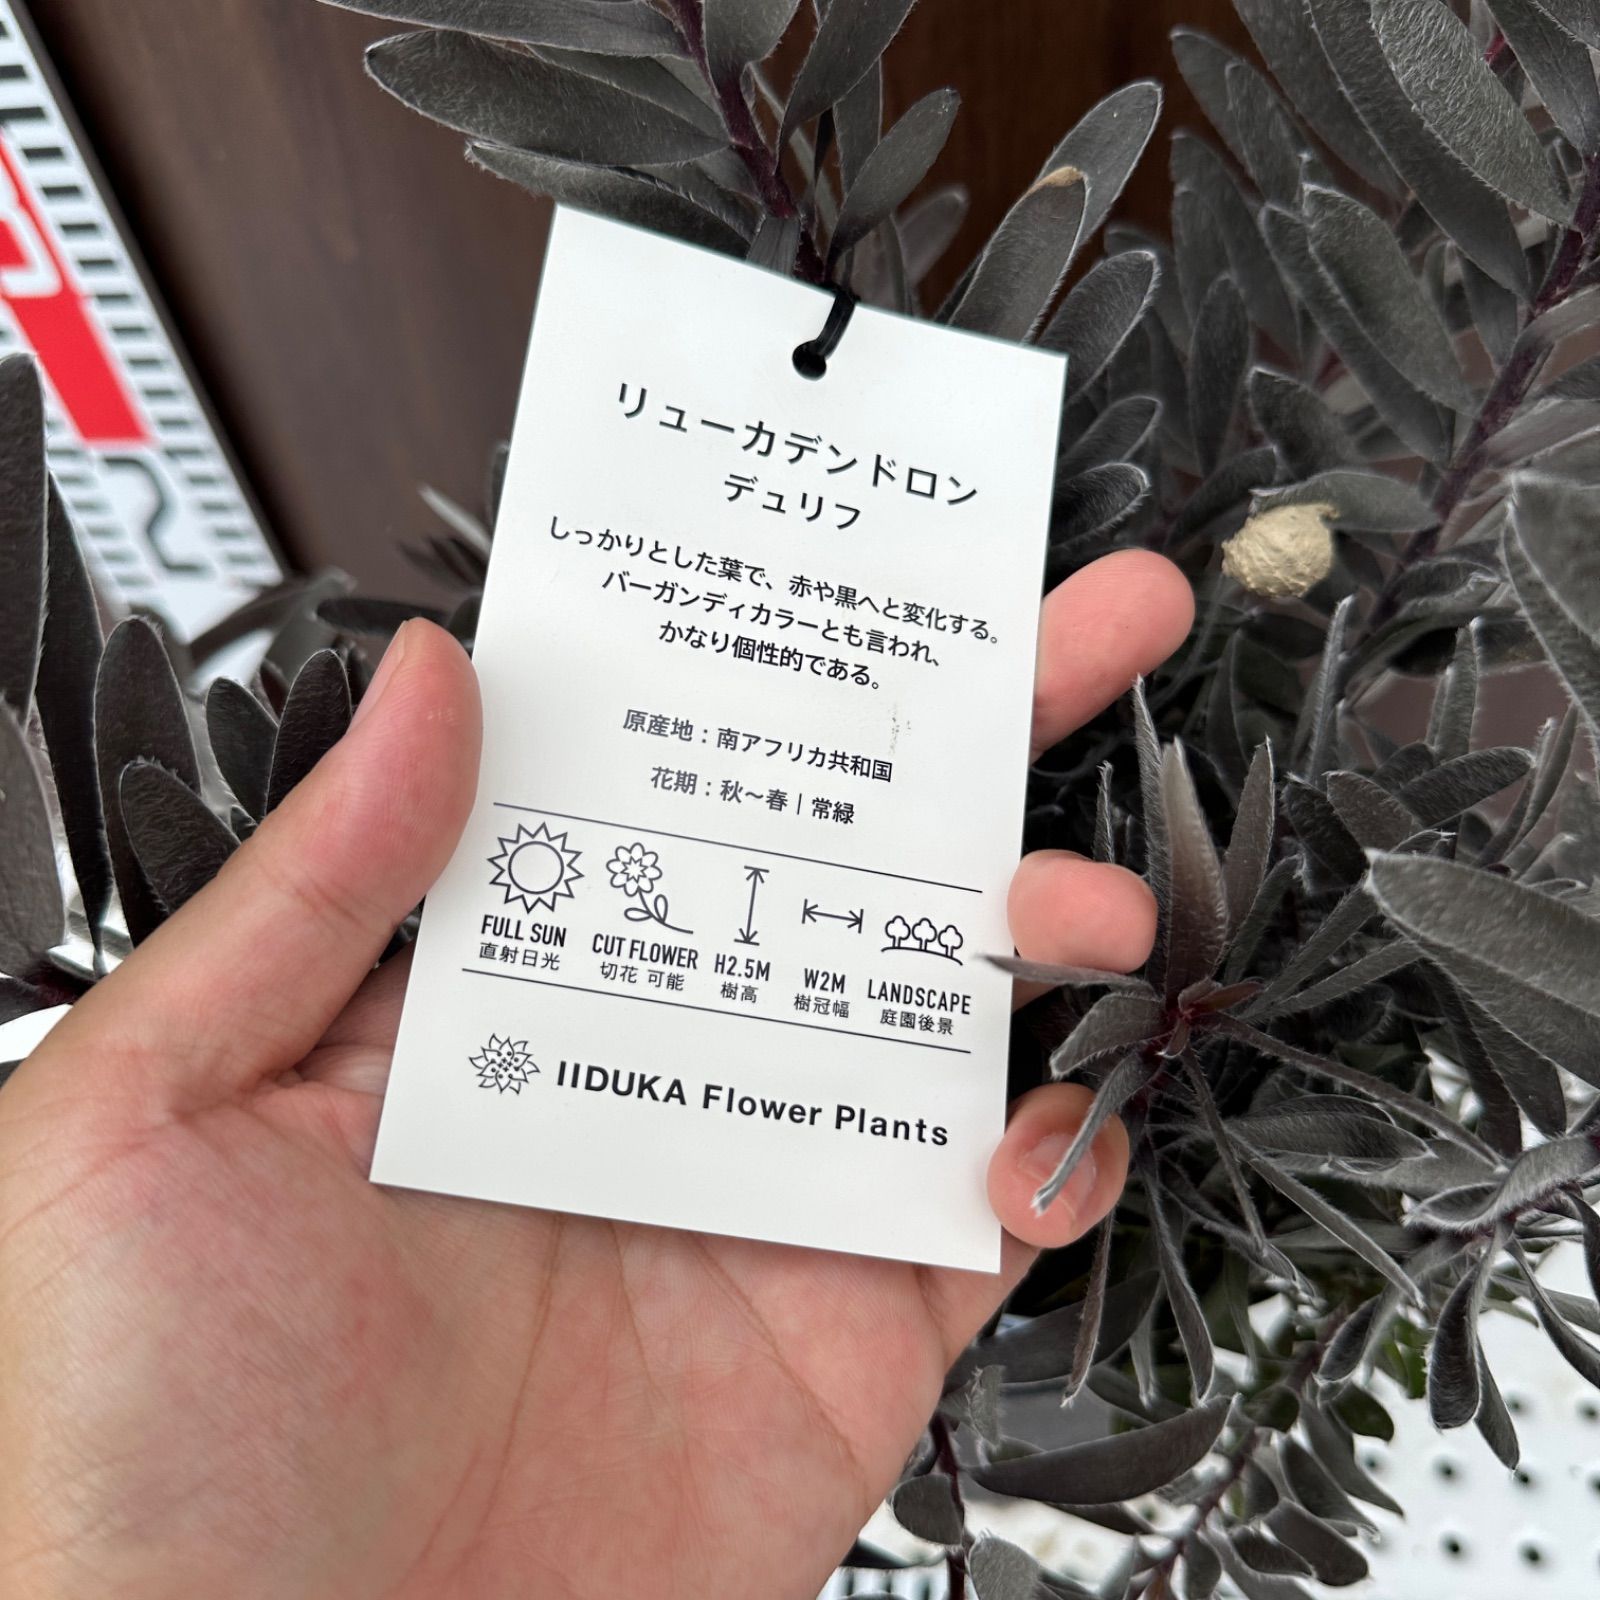 リューカデンドロン
デュリフ
しっかりとした葉で、赤や黒へと変化する。
バーガンディカラーとも言われ、
かなり個性的である。
原産地：南アフリカ共和国
花期：秋～春｜常緑
FULL SUN
直射日光
CUT FLOWER
切花 可能
H2.5M
樹高
W2M
樹冠幅
LANDSCAPE
庭園後景
IIDUKA Flower Plants